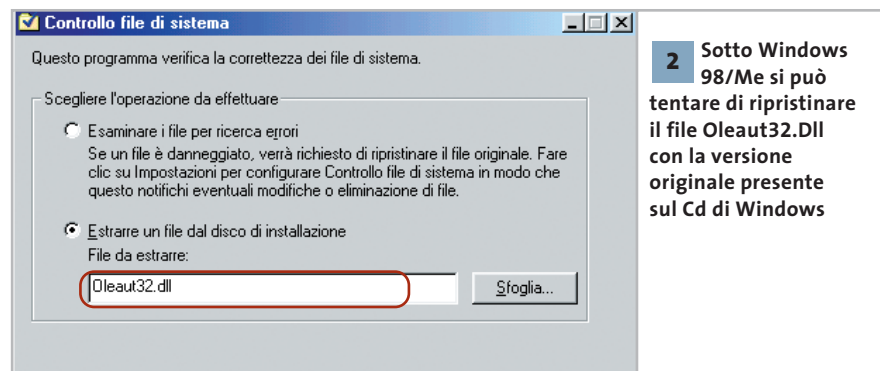 Controllo file di sistema
Questo programma verifica la correttezza dei file di sistema.
Scegliere l'operazione da effettuare
Esaminare i file per ricerca errori
Se un file è danneggiato, verrà richiesto di ripristinare il file originale. Fare
clic su Impostazioni per configurare Controllo file di sistema in modo che
questo notifichi eventuali modifiche o eliminazione di file.
Estrarre un file dal disco di installazione
File da estrarre:
Oleaut32.dll
Sfoglia...
2 Sotto Windows
98/Me si può
tentare di ripristinare
il file Oleaut32.Dll
con la versione
originale presente
sul Cd di Windows